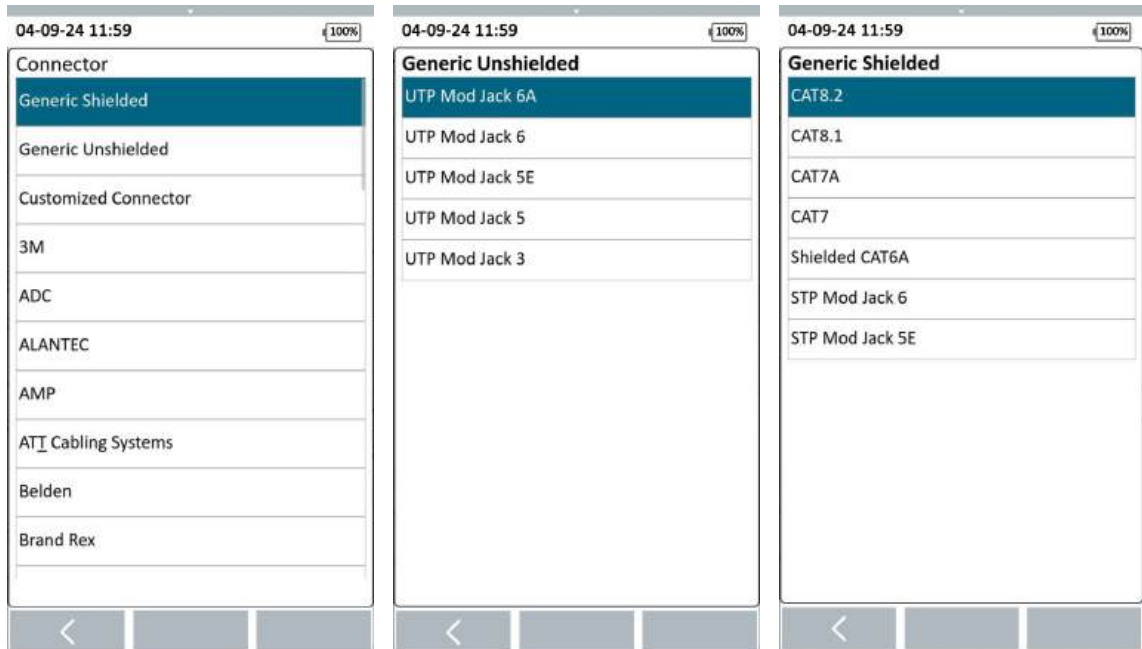 04-09-24 11:59
100%
Connector
Generic Shielded
Generic Unshielded
Customized Connector
3M
ADC
ALANTEC
AMP
ATT Cabling Systems
Belden
Brand Rex
04-09-24 11:59
100%
Generic Unshielded
UTP Mod Jack 6A
UTP Mod Jack 6
UTP Mod Jack 5E
UTP Mod Jack 5
UTP Mod Jack 3
04-09-24 11:59
100%
Generic Shielded
CAT8.2
CAT8.1
CAT7A
CAT7
Shielded CAT6A
STP Mod Jack 6
STP Mod Jack 5E